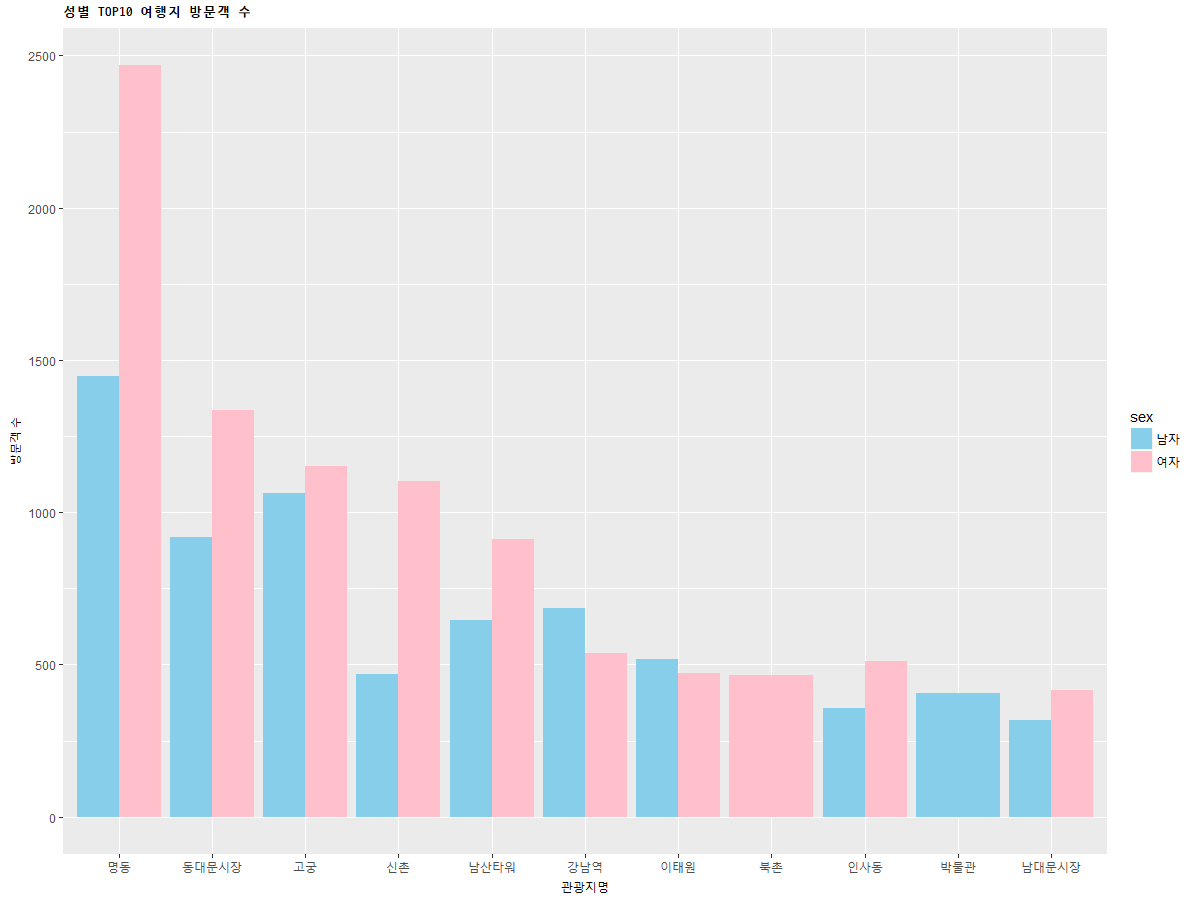 성별 TOP10 여행지 방문객 수
2500
2000
1500
1000
500
0
방문객 수
명동 동대문시장 고궁 신촌 남산타워 강남역 이태원 북촌 인사동 박물관 남대문시장
관광지명
sex
남자
여자